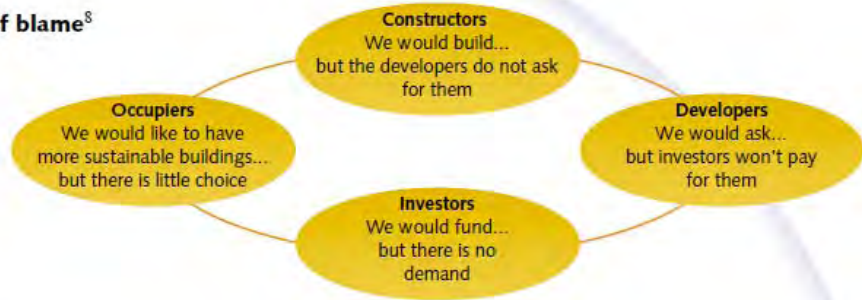 f blame8
Constructors
We would build...
but the developers do not ask
for them
Occupiers
We would like to have
more sustainable buildings...
but there is little choice
Developers
We would ask...
but investors won't pay
for them
Investors
We would fund...
but there is no
demand